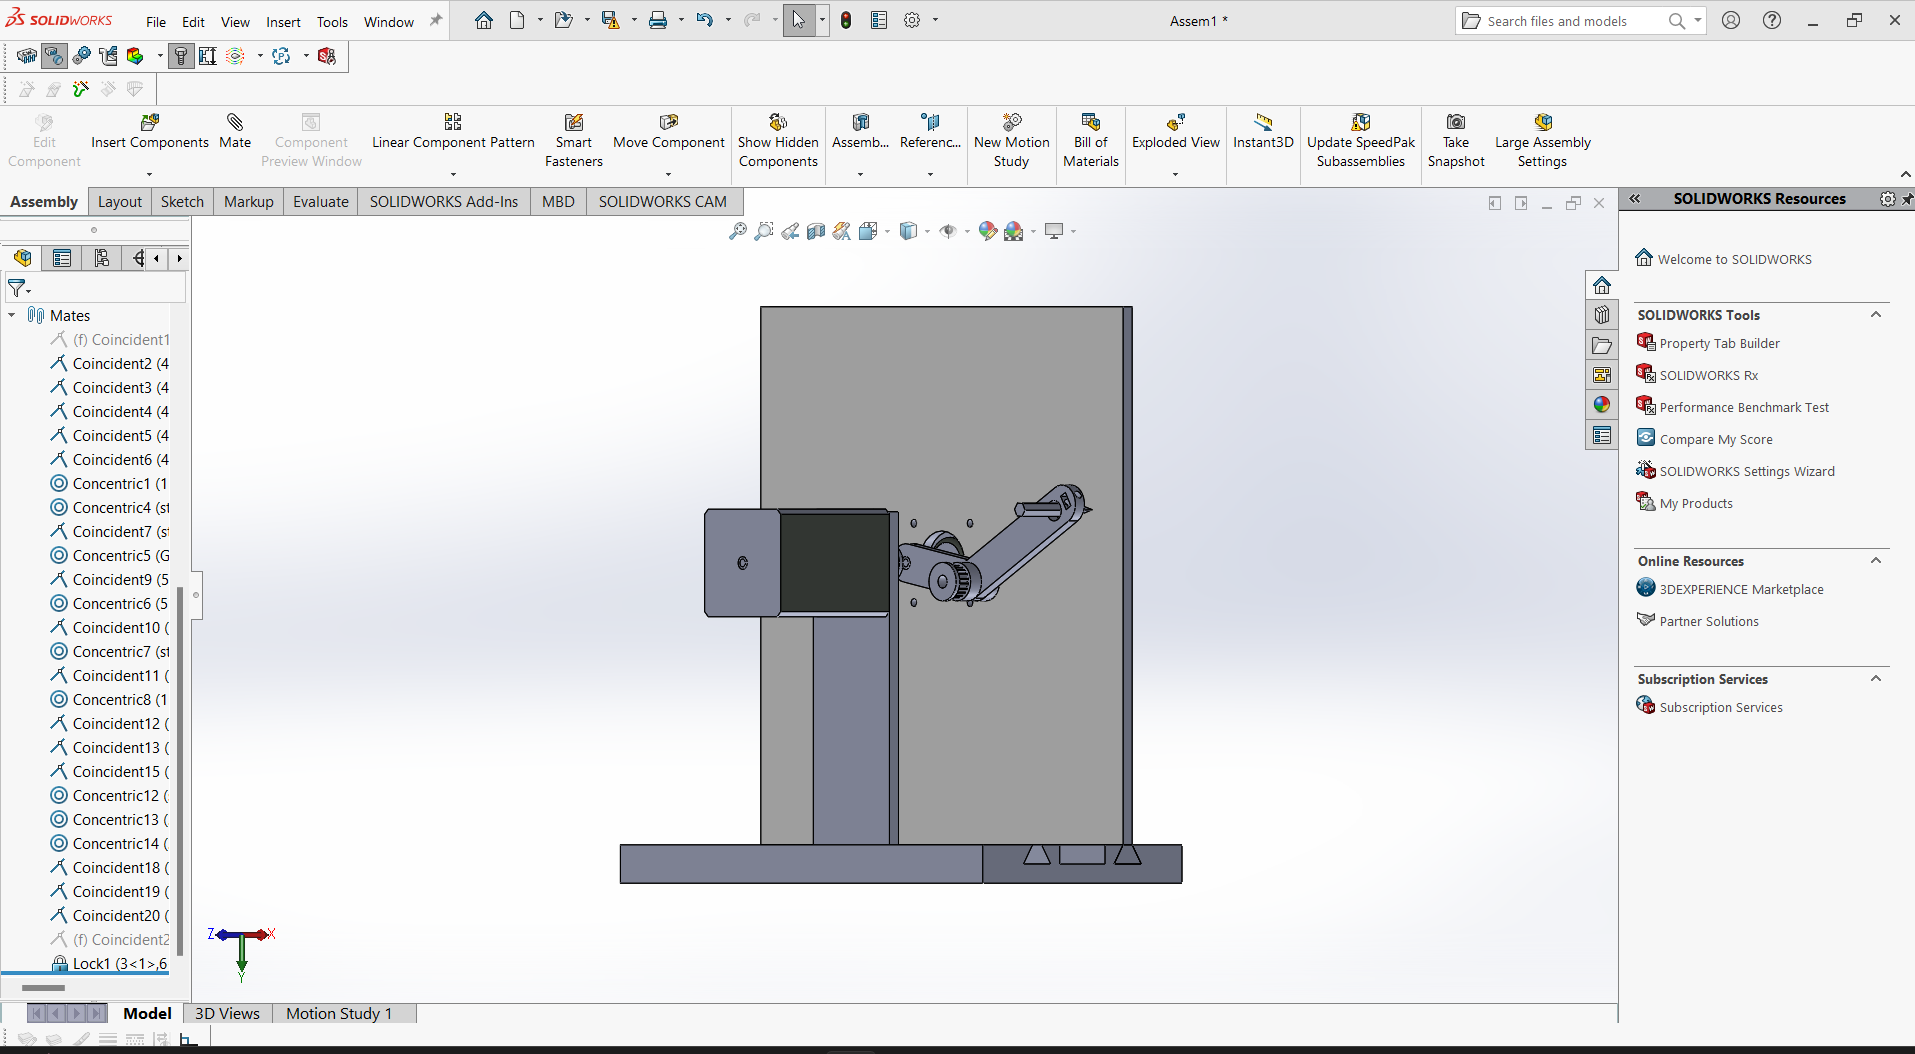 SOLIDWORKS
File Edit View Insert Tools Window
Assem1 *
Search files and models
Edit Component
Insert Components
Mate
Component Preview Window
Linear Component Pattern
Smart Fasteners
Move Component
Show Hidden Components
Assemb...
Referenc...
New Motion Study
Bill of Materials
Exploded View
Instant3D
Update SpeedPak Subassemblies
Take Snapshot
Large Assembly Settings
Assembly Layout Sketch Markup Evaluate SOLIDWORKS Add-Ins MBD SOLIDWORKS CAM
Mates
(f) Coincident1
Coincident2 (4
Coincident3 (4
Coincident4 (4
Coincident5 (4
Coincident6 (4
Concentric1 (1
Concentric4 (st
Coincident7 (st
Concentric5 (G
Coincident9 (5
Concentric6 (5
Coincident10 (
Concentric7 (st
Coincident11 (
Concentric8 (1
Coincident12 (
Coincident13 (
Coincident15 (
Concentric12 (
Concentric13 (
Concentric14 (
Coincident18 (
Coincident19 (
Coincident20 (
(f) Coincident2
Lock1 (3<1>,6
Z X
Y
Model 3D Views Motion Study 1
SOLIDWORKS Resources
Welcome to SOLIDWORKS
SOLIDWORKS Tools
Property Tab Builder
SOLIDWORKS Rx
Performance Benchmark Test
Compare My Score
SOLIDWORKS Settings Wizard
My Products
Online Resources
3DEXPERIENCE Marketplace
Partner Solutions
Subscription Services
Subscription Services